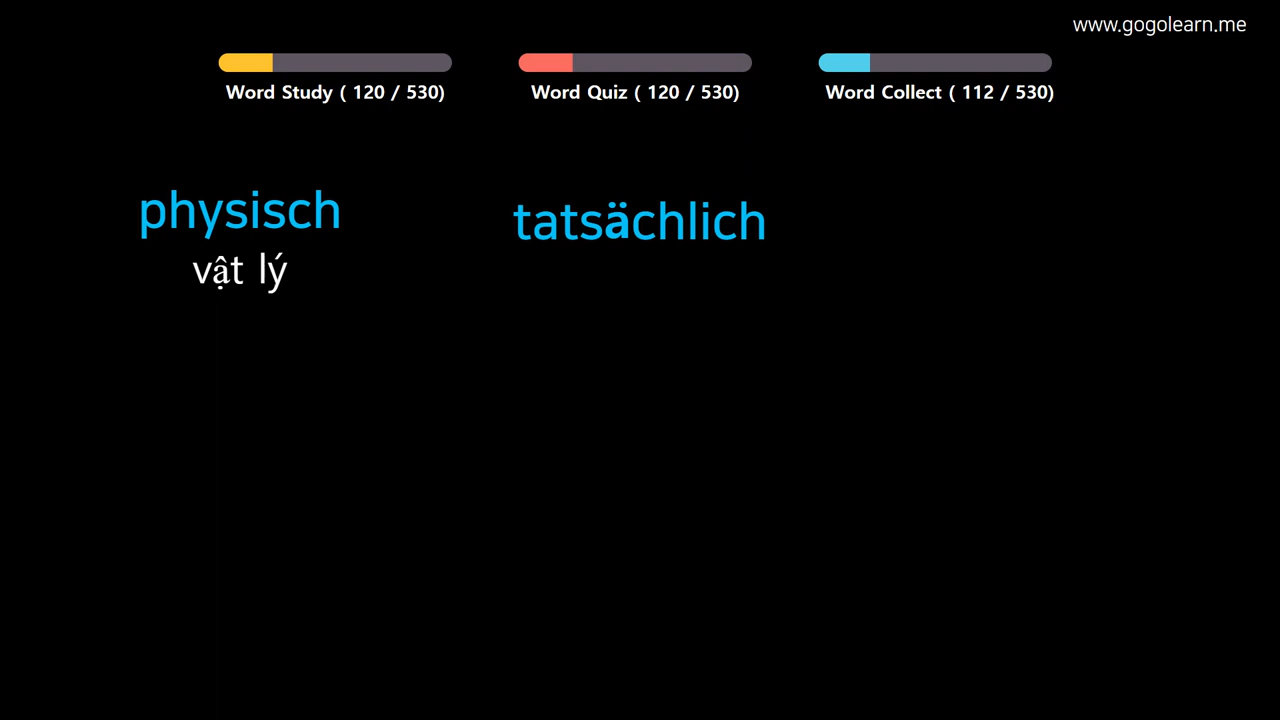 www.gogolearn.me
Word Study ( 120 / 530)
Word Quiz ( 120 / 530)
Word Collect ( 112 / 530)
physisch
vật lý
tatsächlich